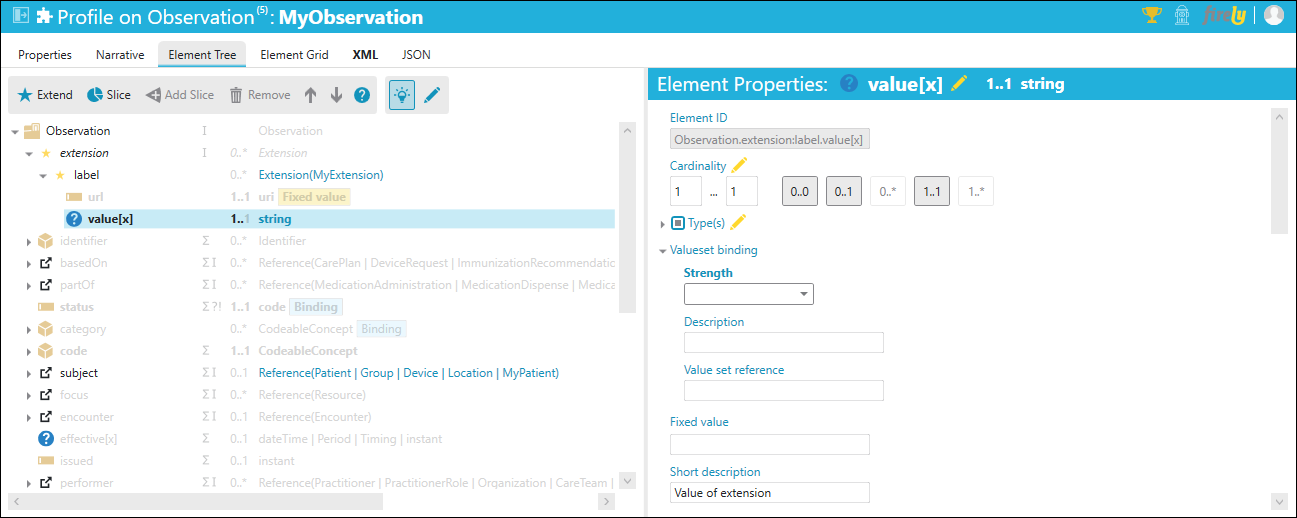 Profile on Observation(5): MyObservation
firely
Properties Narrative Element Tree Element Grid XML JSON
Extend Slice Add Slice Remove
Observation I Observation
extension I 0..* Extension
label Extension(MyExtension)
url 1..1 uri Fixed value
value[x] 1..1 string
identifier Σ 0..* Identifier
basedOn Σ I 0..* Reference(CarePlan | DeviceRequest | ImmunizationRecommendatio
partOf Σ I 0..* Reference(MedicationAdministration | MedicationDispense | Medica
status Σ ?! 1..1 code Binding
category 0..* CodeableConcept Binding
code Σ 1..1 CodeableConcept
subject Σ I 0..1 Reference(Patient | Group | Device | Location | MyPatient)
focus Σ I 0..* Reference(Resource)
encounter Σ I 0..1 Reference(Encounter)
effective[x] Σ 0..1 dateTime | Period | Timing | instant
issued Σ 0..1 instant
performer Σ I 0..* Reference(Practitioner | PractitionerRole | Organization | CareTeam |
Element Properties: value[x] 1..1 string
Element ID
Observation.extension:label.value[x]
Cardinality
1 ... 1 0..0 0..1 0..* 1..1 1..*
Type(s)
Valueset binding
Strength
Description
Value set reference
Fixed value
Short description
Value of extension